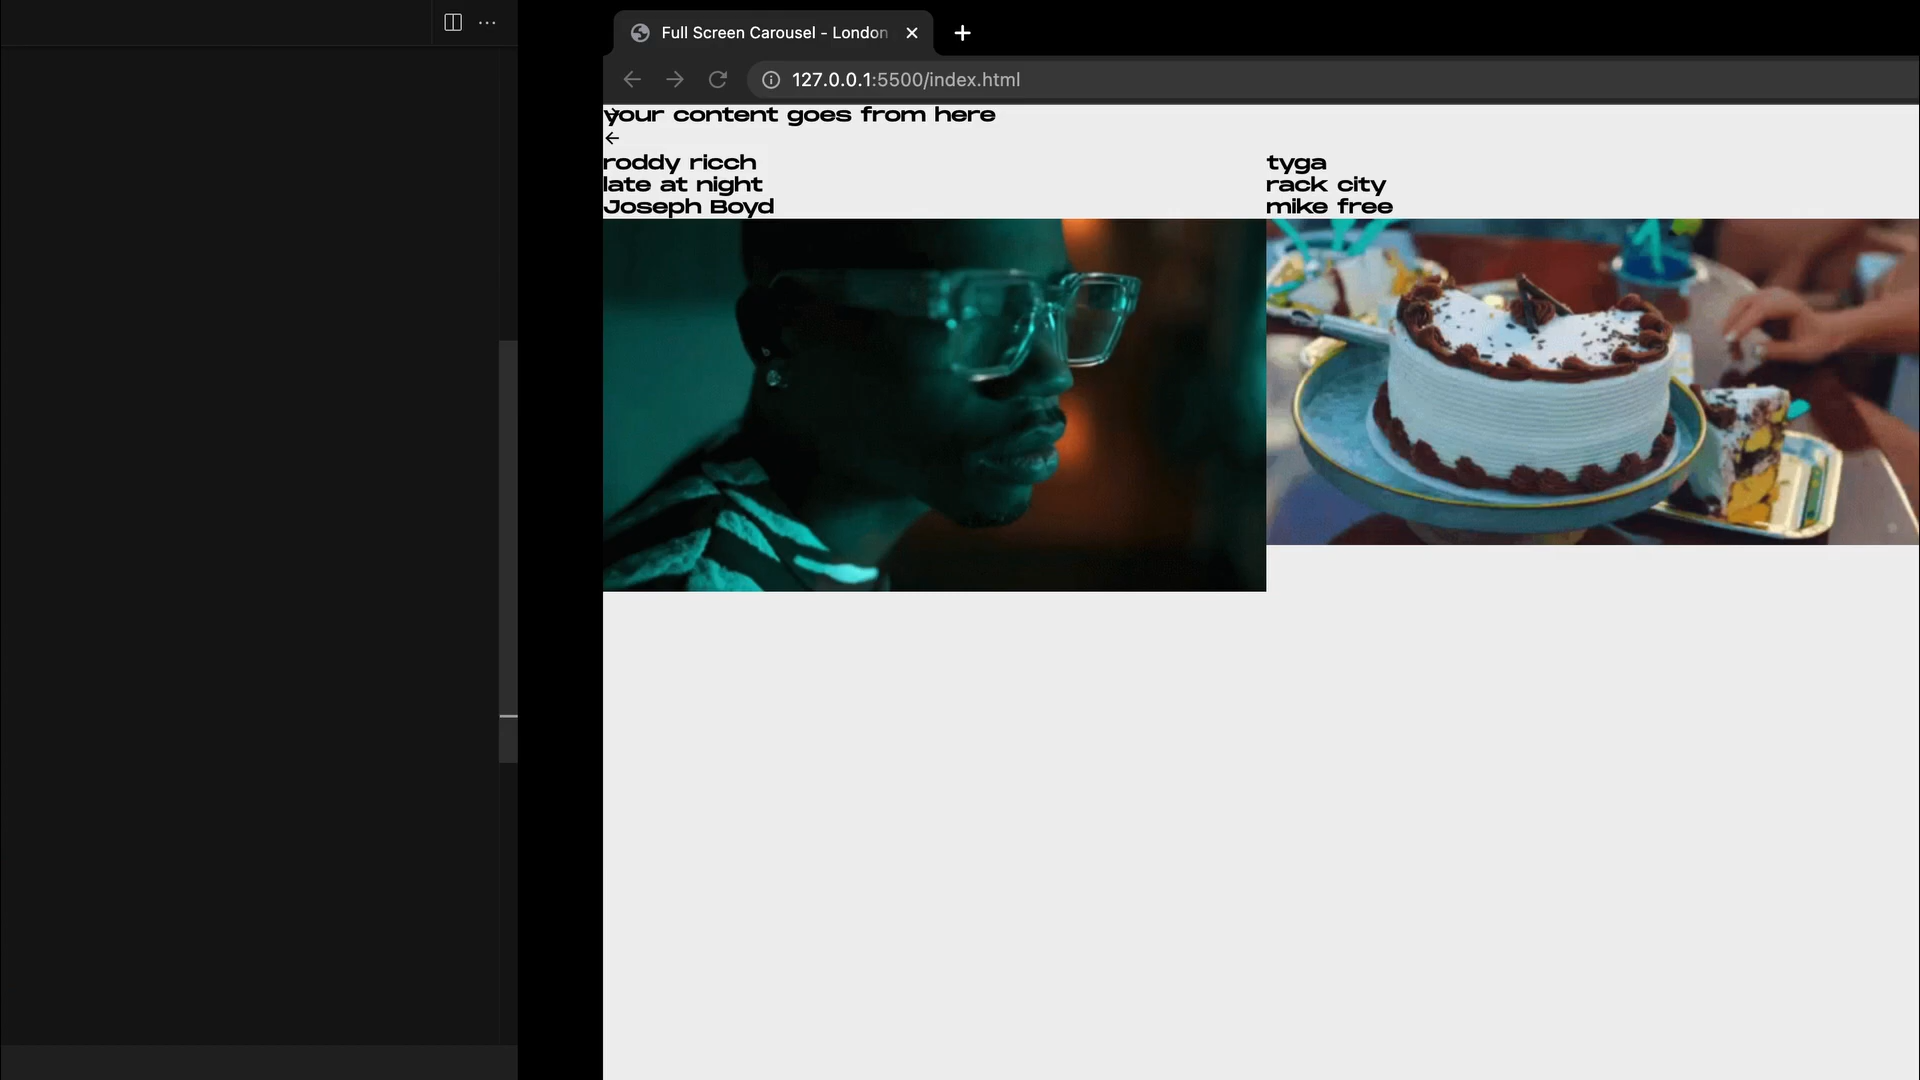 Full Screen Carousel - London
127.0.0.1:5500/index.html
your content goes from here
roddy ricch
late at night
Joseph Boyd
tyga
rack city
mike free